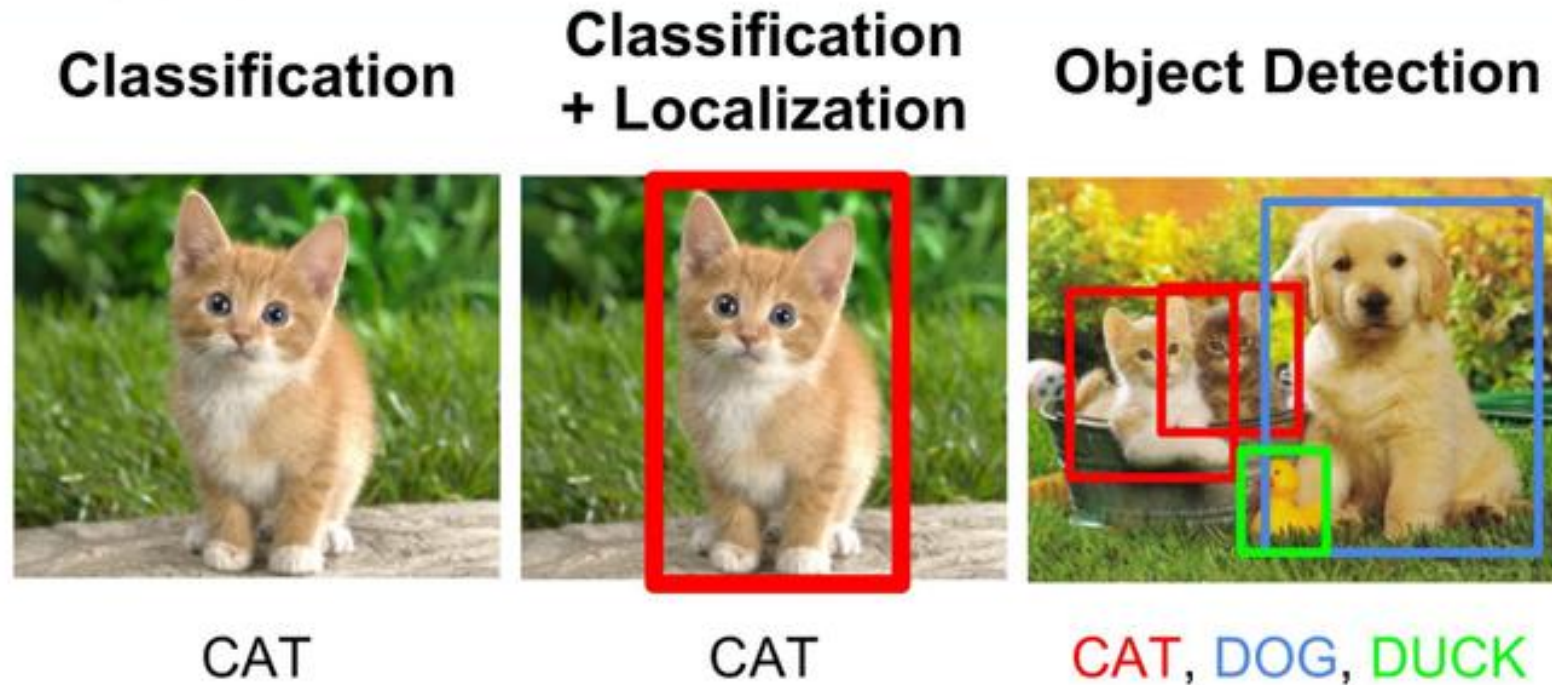 Classification
Classification
+ Localization
Object Detection
CAT
CAT
CAT, DOG, DUCK